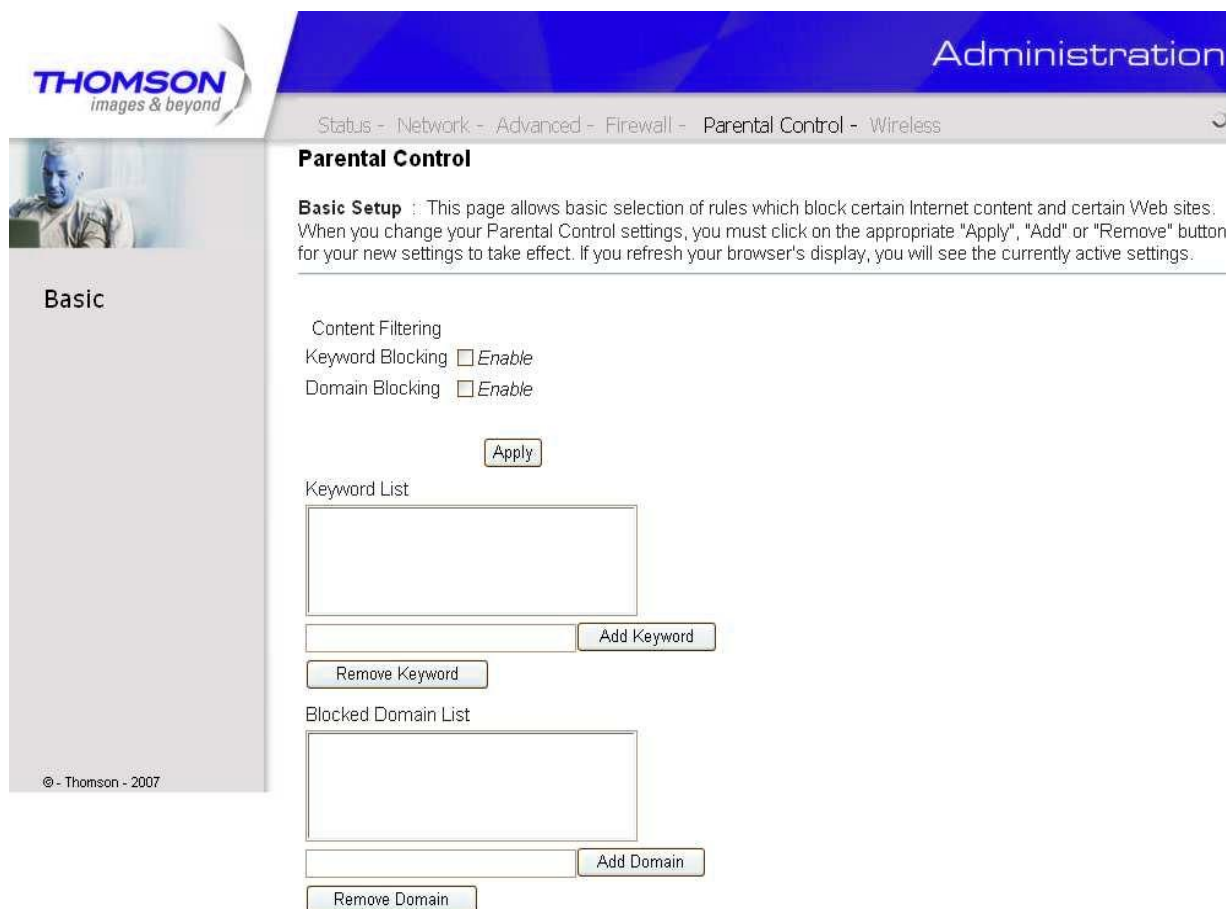 THOMSON
images & beyond
Administration
Status - Network - Advanced - Firewall - Parental Control - Wireless
Parental Control
Basic Setup : This page allows basic selection of rules which block certain Internet content and certain Web sites.
When you change your Parental Control settings, you must click on the appropriate "Apply", "Add" or "Remove" button
for your new settings to take effect. If you refresh your browser's display, you will see the currently active settings.
Basic
Content Filtering
Keyword Blocking Enable
Domain Blocking Enable
Apply
Keyword List
Add Keyword
Remove Keyword
Blocked Domain List
Add Domain
Remove Domain
© - Thomson - 2007